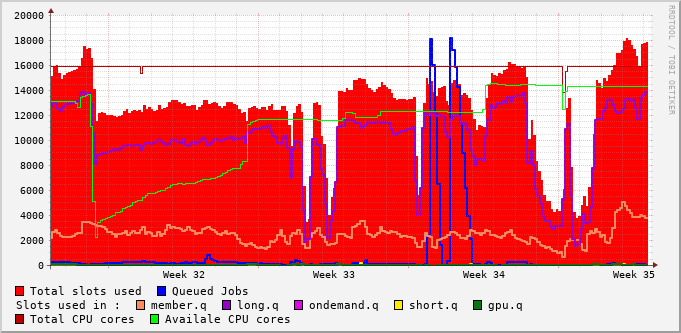 RRDTOOL / TOBI OETIKER
20000
18000
16000
14000
12000
10000
8000
6000
4000
2000
0
Week 32 Week 33 Week 34 Week 35
Total slots used Queued Jobs
Slots used in : member.q long.q ondemand.q short.q gpu.q
Total CPU cores Availale CPU cores